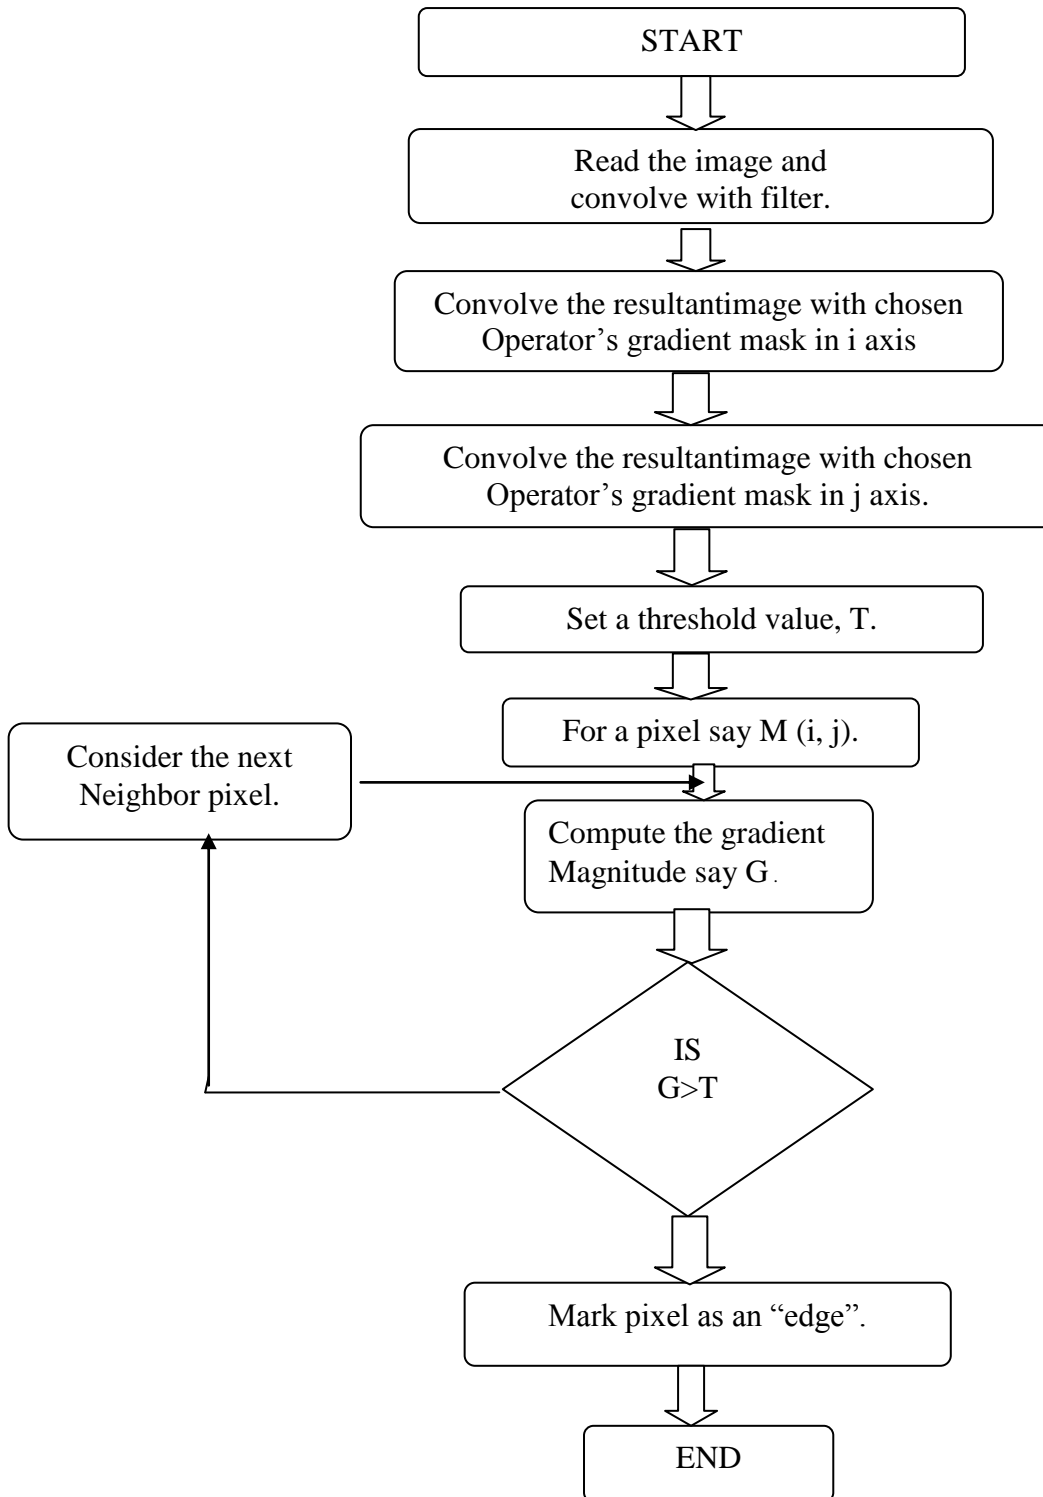 START
Read the image and
convolve with filter.
Convolve the resultantimage with chosen
Operator’s gradient mask in i axis
Convolve the resultantimage with chosen
Operator’s gradient mask in j axis.
Set a threshold value, T.
For a pixel say M (i, j).
Consider the next
Neighbor pixel.
Compute the gradient
Magnitude say G .
IS
G>T
Mark pixel as an “edge”.
END